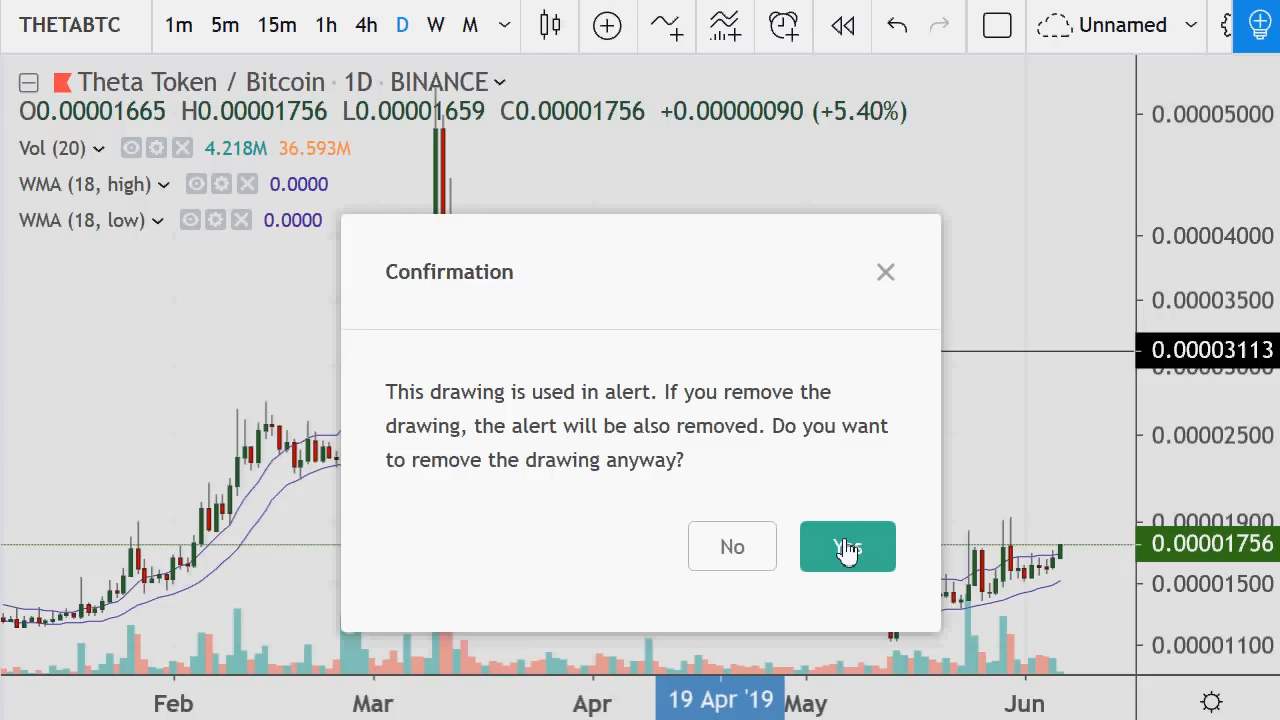 THETABTC 1m 5m 15m 1h 4h D W M Unnamed
Theta Token / Bitcoin · 1D · BINANCE
O0.00001665 H0.00001756 L0.00001659 C0.00001756 +0.00000090 (+5.40%)
Vol (20) 4.218M 36.593M
WMA (18, high) 0.0000
WMA (18, low) 0.0000
Confirmation
This drawing is used in alert. If you remove the
drawing, the alert will be also removed. Do you want
to remove the drawing anyway?
No Yes
0.00005000
0.00004000
0.00003500
0.00003113
0.00003000
0.00002500
0.00001900
0.00001756
0.00001500
0.00001100
Feb Mar Apr 19 Apr '19 May Jun